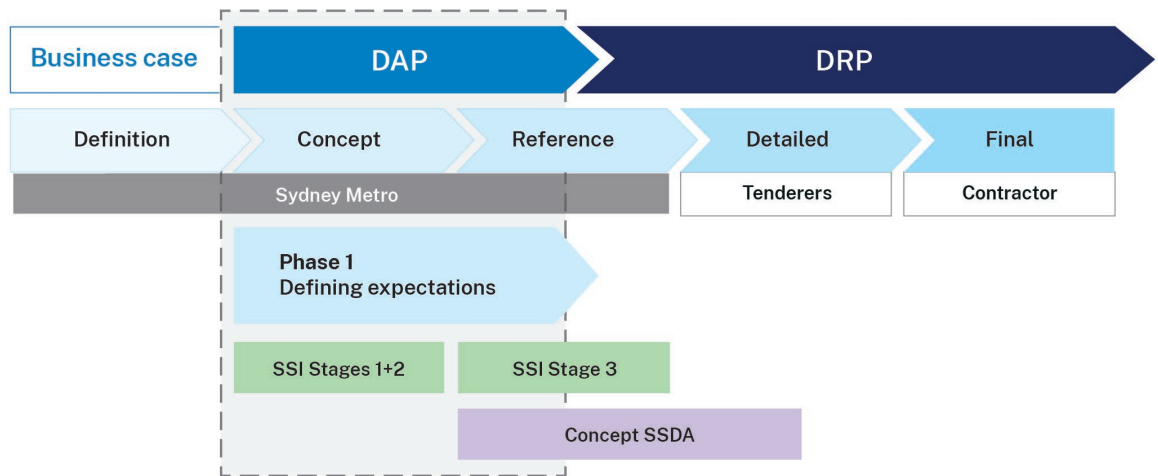 Business case
DAP
DRP
Definition
Concept
Reference
Detailed
Final
Sydney Metro
Tenderers
Contractor
Phase 1
Defining expectations
SSI Stages 1+2
SSI Stage 3
Concept SSDA